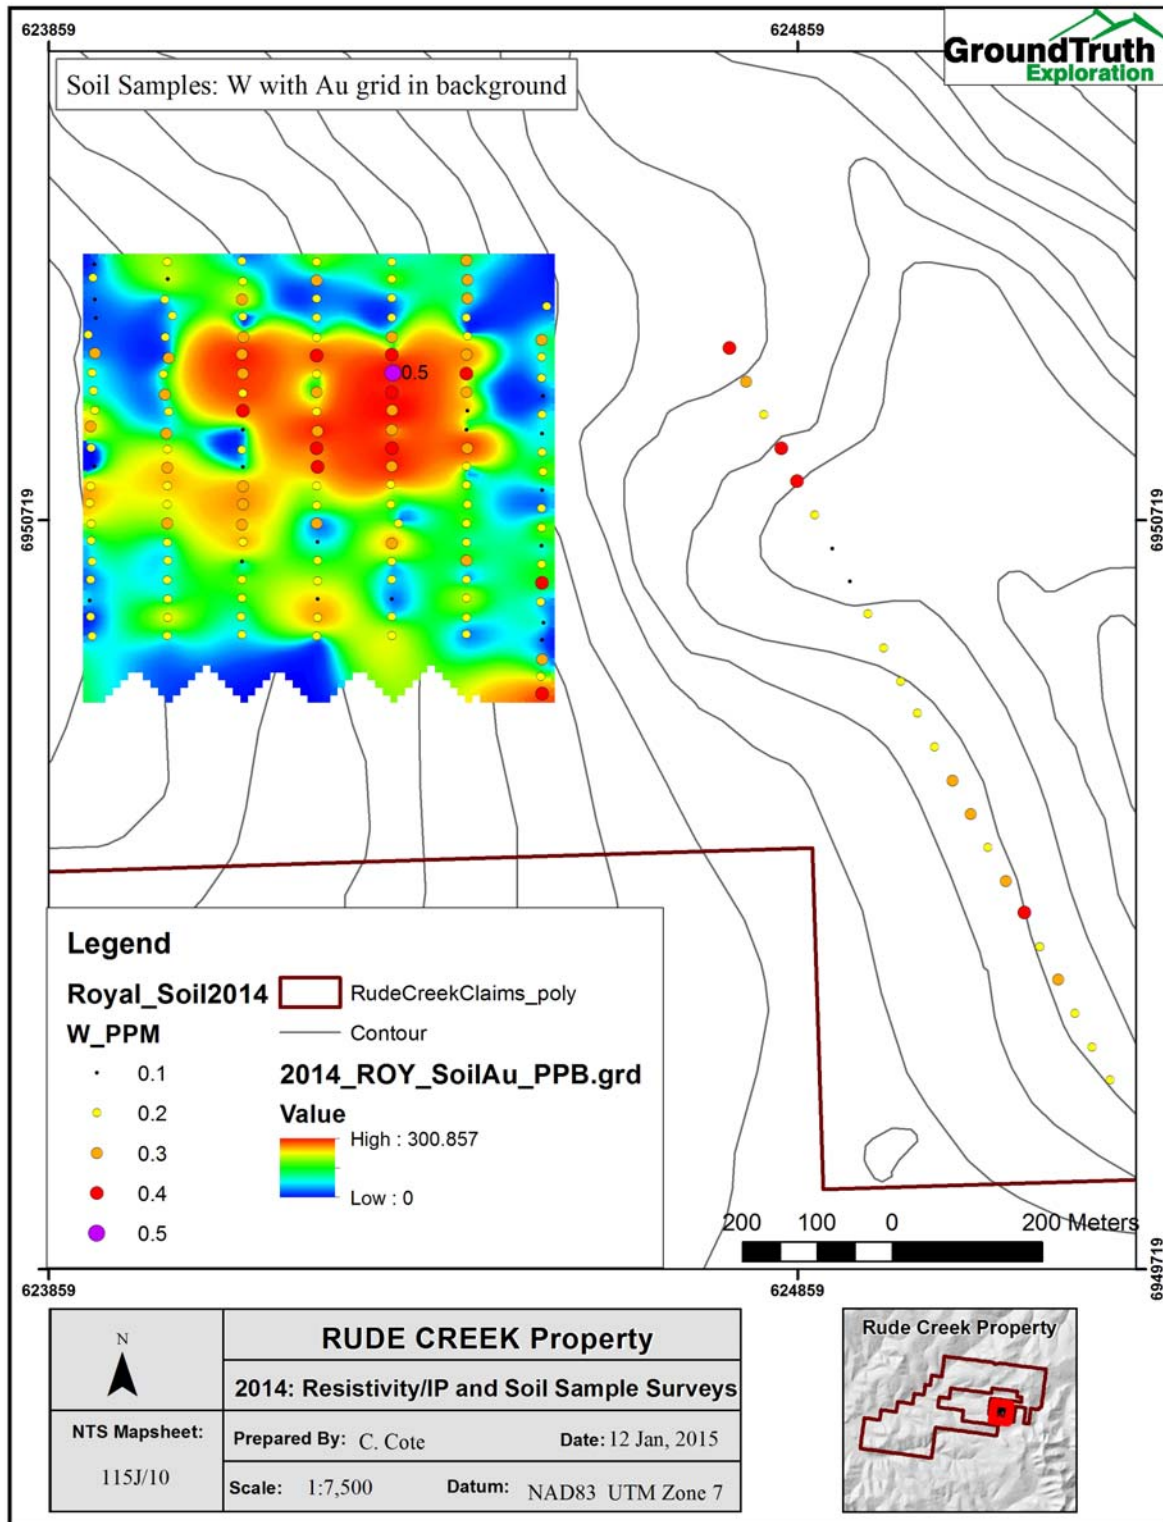 623859
624859
GroundTruth
Exploration
Soil Samples: W with Au grid in background
0.5
6950719
6950719
Legend
Royal_Soil2014
W_PPM
0.1
0.2
0.3
0.4
0.5
RudeCreekClaims_poly
Contour
2014_ROY_SoilAu_PPB.grd
Value
High : 300.857
Low : 0
200 100 0 200 Meters
6949719
623859
624859
N
NTS Mapsheet:
115J/10
RUDE CREEK Property
2014: Resistivity/IP and Soil Sample Surveys
Prepared By: C. Cote Date: 12 Jan, 2015
Scale: 1:7,500 Datum: NAD83 UTM Zone 7
Rude Creek Property